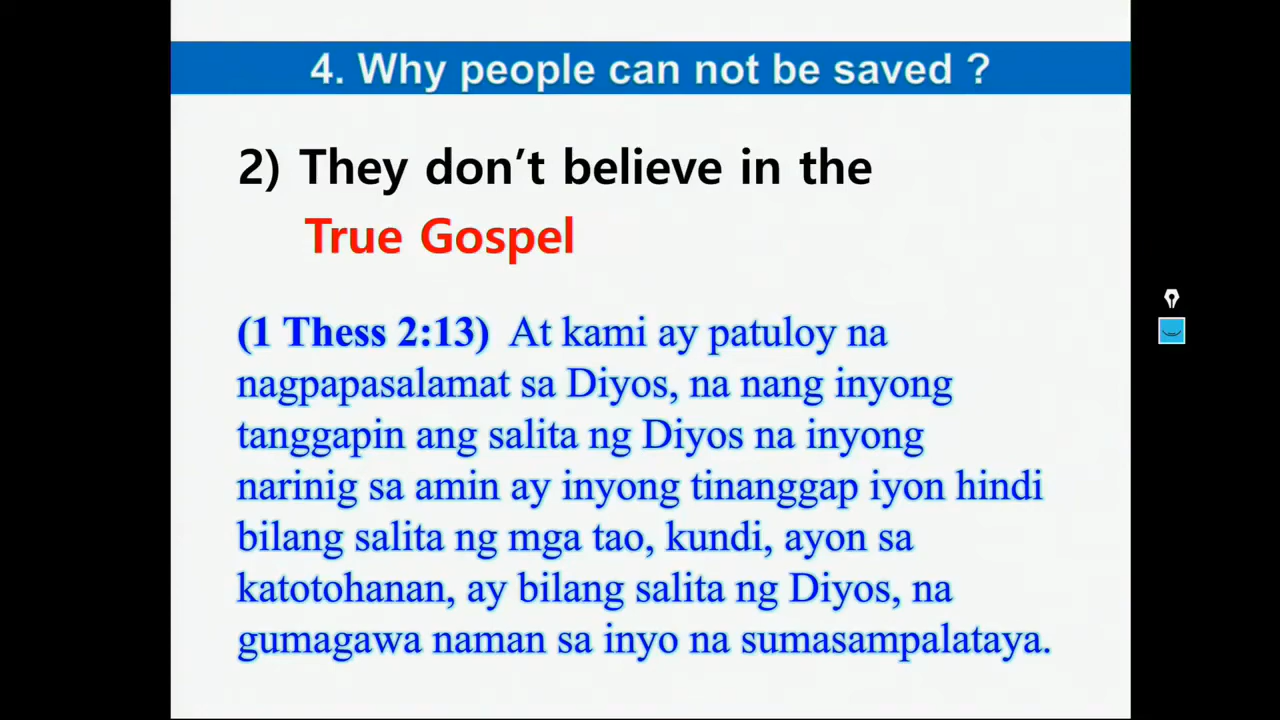 4. Why people can not be saved ?
2) They don’t believe in the
True Gospel
(1 Thess 2:13) At kami ay patuloy na
nagpapasalamat sa Diyos, na nang inyong
tanggapin ang salita ng Diyos na inyong
narinig sa amin ay inyong tinanggap iyon hindi
bilang salita ng mga tao, kundi, ayon sa
katotohanan, ay bilang salita ng Diyos, na
gumagawa naman sa inyo na sumasampalataya.